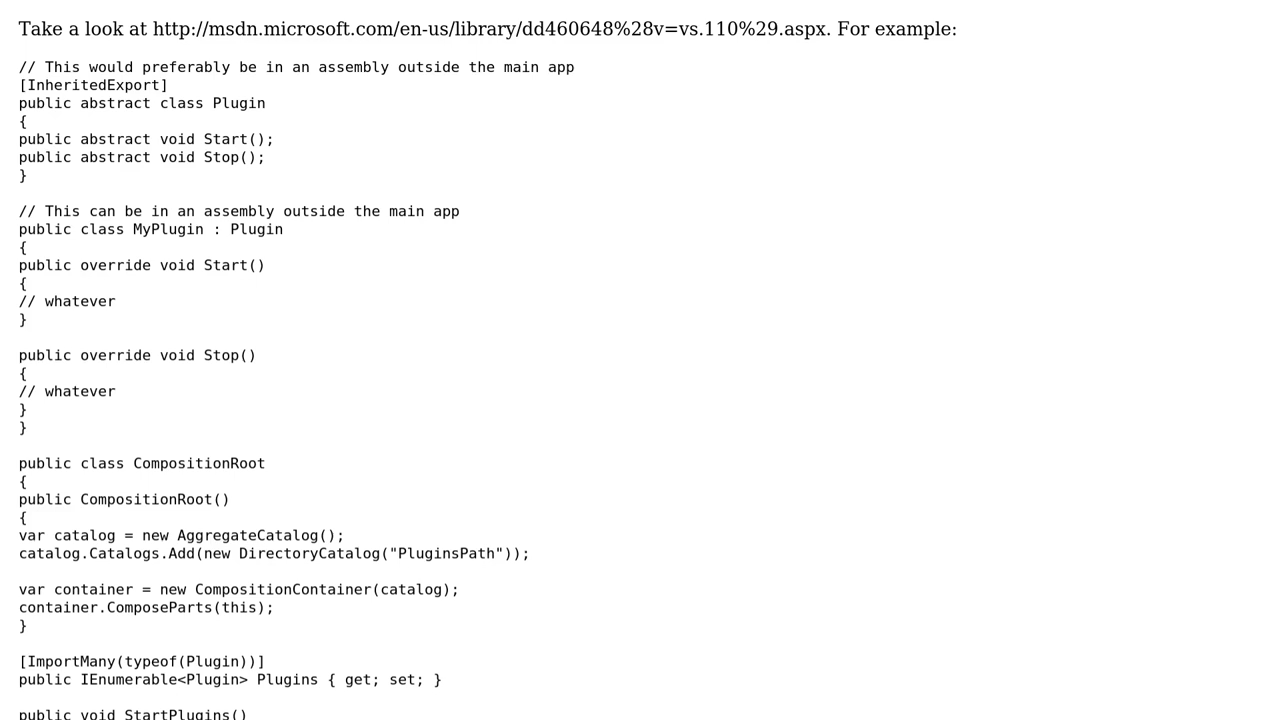 Take a look at http://msdn.microsoft.com/en-us/library/dd460648%28v=vs.110%29.aspx. For example:
// This would preferably be in an assembly outside the main app
[InheritedExport]
public abstract class Plugin
{
public abstract void Start();
public abstract void Stop();
}
// This can be in an assembly outside the main app
public class MyPlugin : Plugin
{
public override void Start()
{
// whatever
}
public override void Stop()
{
// whatever
}
}
public class CompositionRoot
{
public CompositionRoot()
{
var catalog = new AggregateCatalog();
catalog.Catalogs.Add(new DirectoryCatalog("PluginsPath"));
var container = new CompositionContainer(catalog);
container.ComposeParts(this);
}
[ImportMany(typeof(Plugin))]
public IEnumerable<Plugin> Plugins { get; set; }
public void StartPlugins()